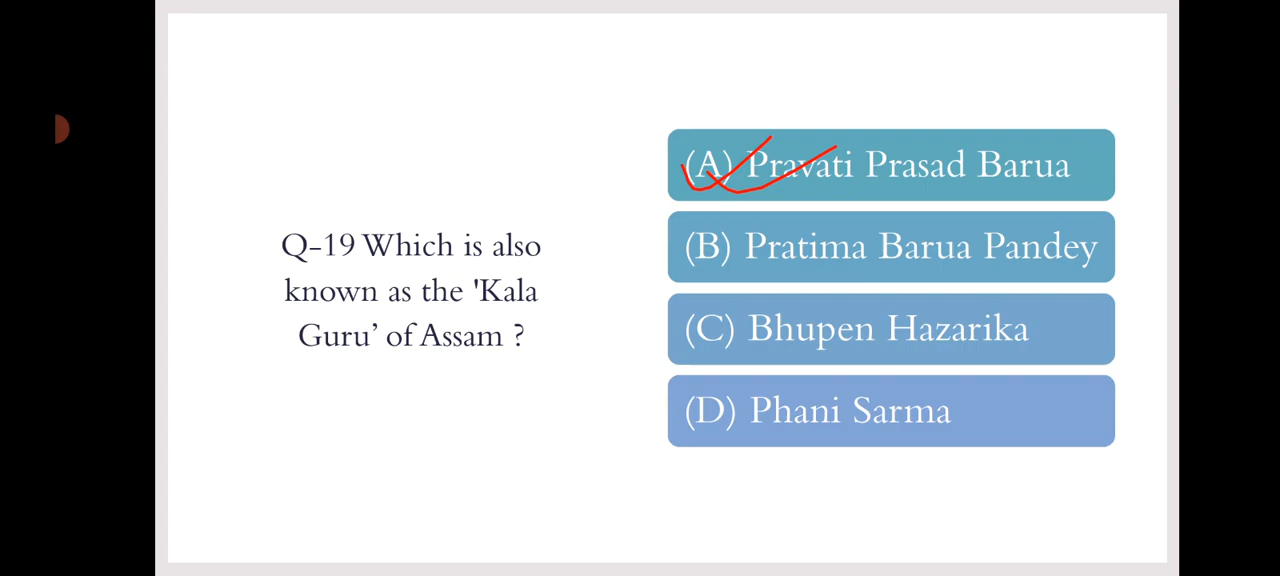 Q-19 Which is also
known as the 'Kala
Guru’ of Assam ?
(A) Pravati Prasad Barua
(B) Pratima Barua Pandey
(C) Bhupen Hazarika
(D) Phani Sarma